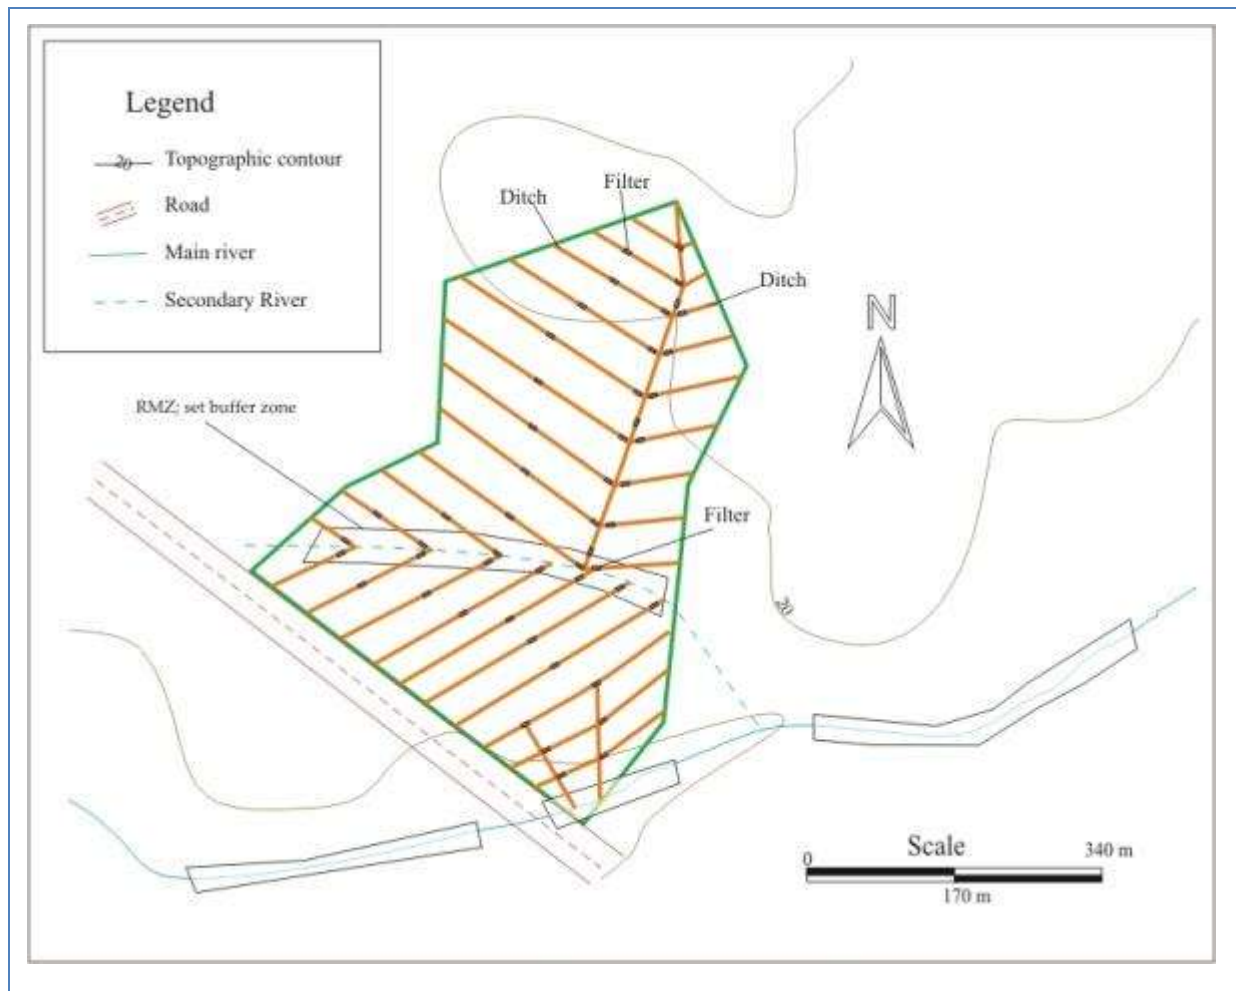 Legend
20
Topographic contour
Road
Main river
Secondary River
Ditch
Filter
Ditch
N
RMZ; set buffer zone
Filter
20
Scale
0
340 m
170 m